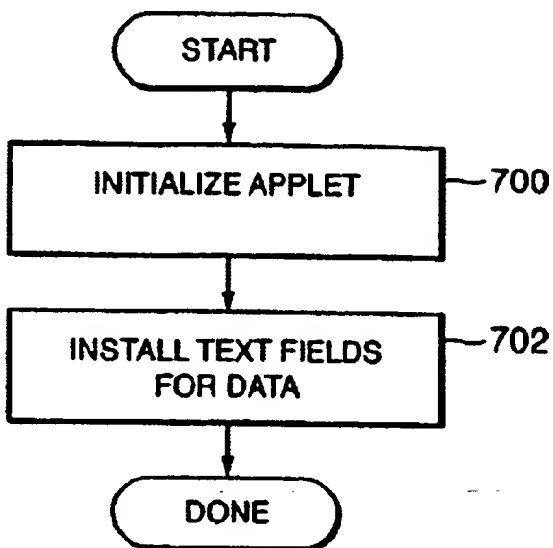 START
INITIALIZE APPLET
700
INSTALL TEXT FIELDS
FOR DATA
702
DONE